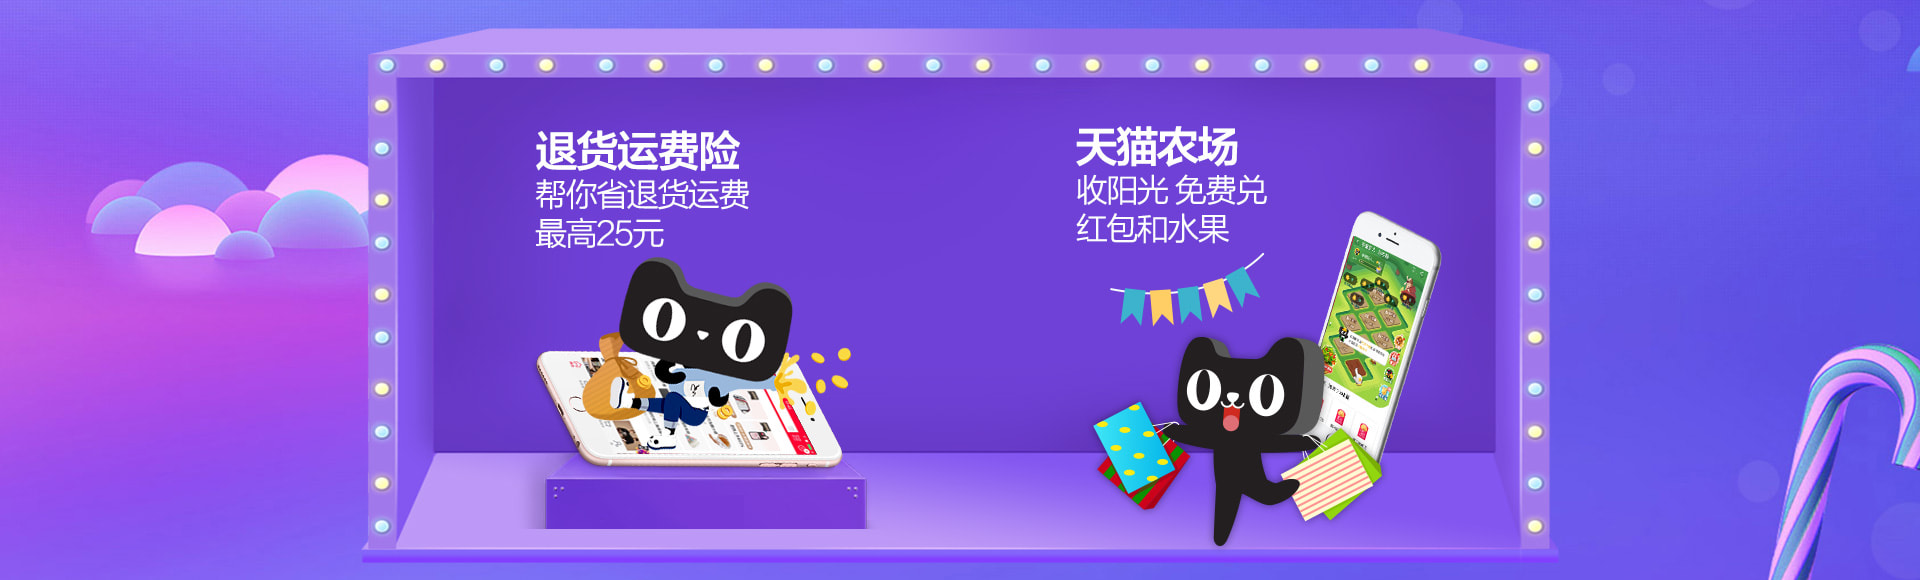 退货运费险
帮你省退货运费
最高25元
天猫农场
收阳光 免费兑
红包和水果